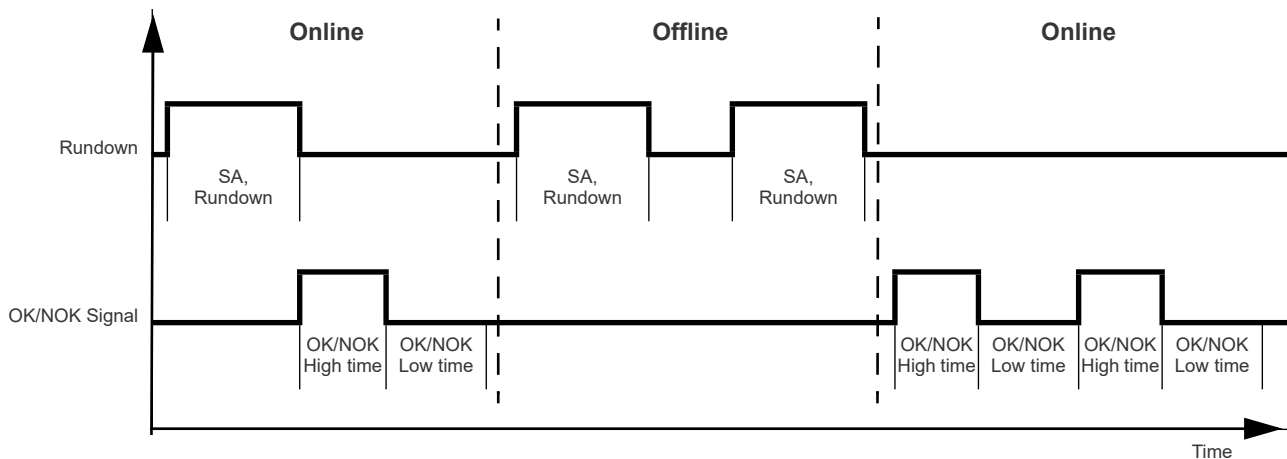 Online
Offline
Online
Rundown
SA,
Rundown
SA,
Rundown
SA,
Rundown
OK/NOK Signal
OK/NOK
High time
OK/NOK
Low time
OK/NOK
High time
OK/NOK
Low time
OK/NOK
High time
OK/NOK
Low time
Time